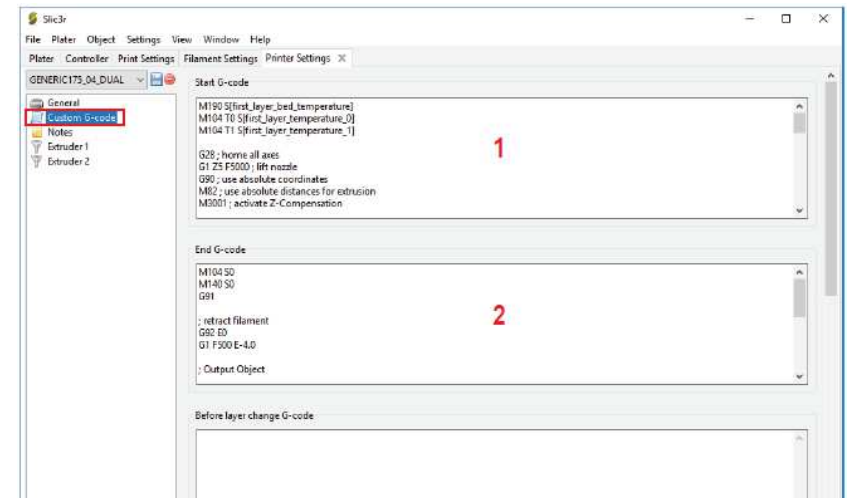 Slic3r
File Plater Object Settings View Window Help
Plater Controller Print Settings Filament Settings Printer Settings
GENERIC175_04_DUAL
Start G-code
General
Custom G-code
Notes
Extruder 1
Extruder 2
M190 S[first_layer_bed_temperature]
M104 T0 S[first_layer_temperature_0]
M104 T1 S[first_layer_temperature_1]
G28 ; home all axes
G1 Z5 F5000 ; lift nozzle
G90 ; use absolute coordinates
M82 ; use absolute distances for extrusion
M3001 ; activate Z-Compensation
1
End G-code
M104 S0
M140 S0
G91
; retract filament
G92 E0
G1 F500 E-4.0
; Output Object
2
Before layer change G-code